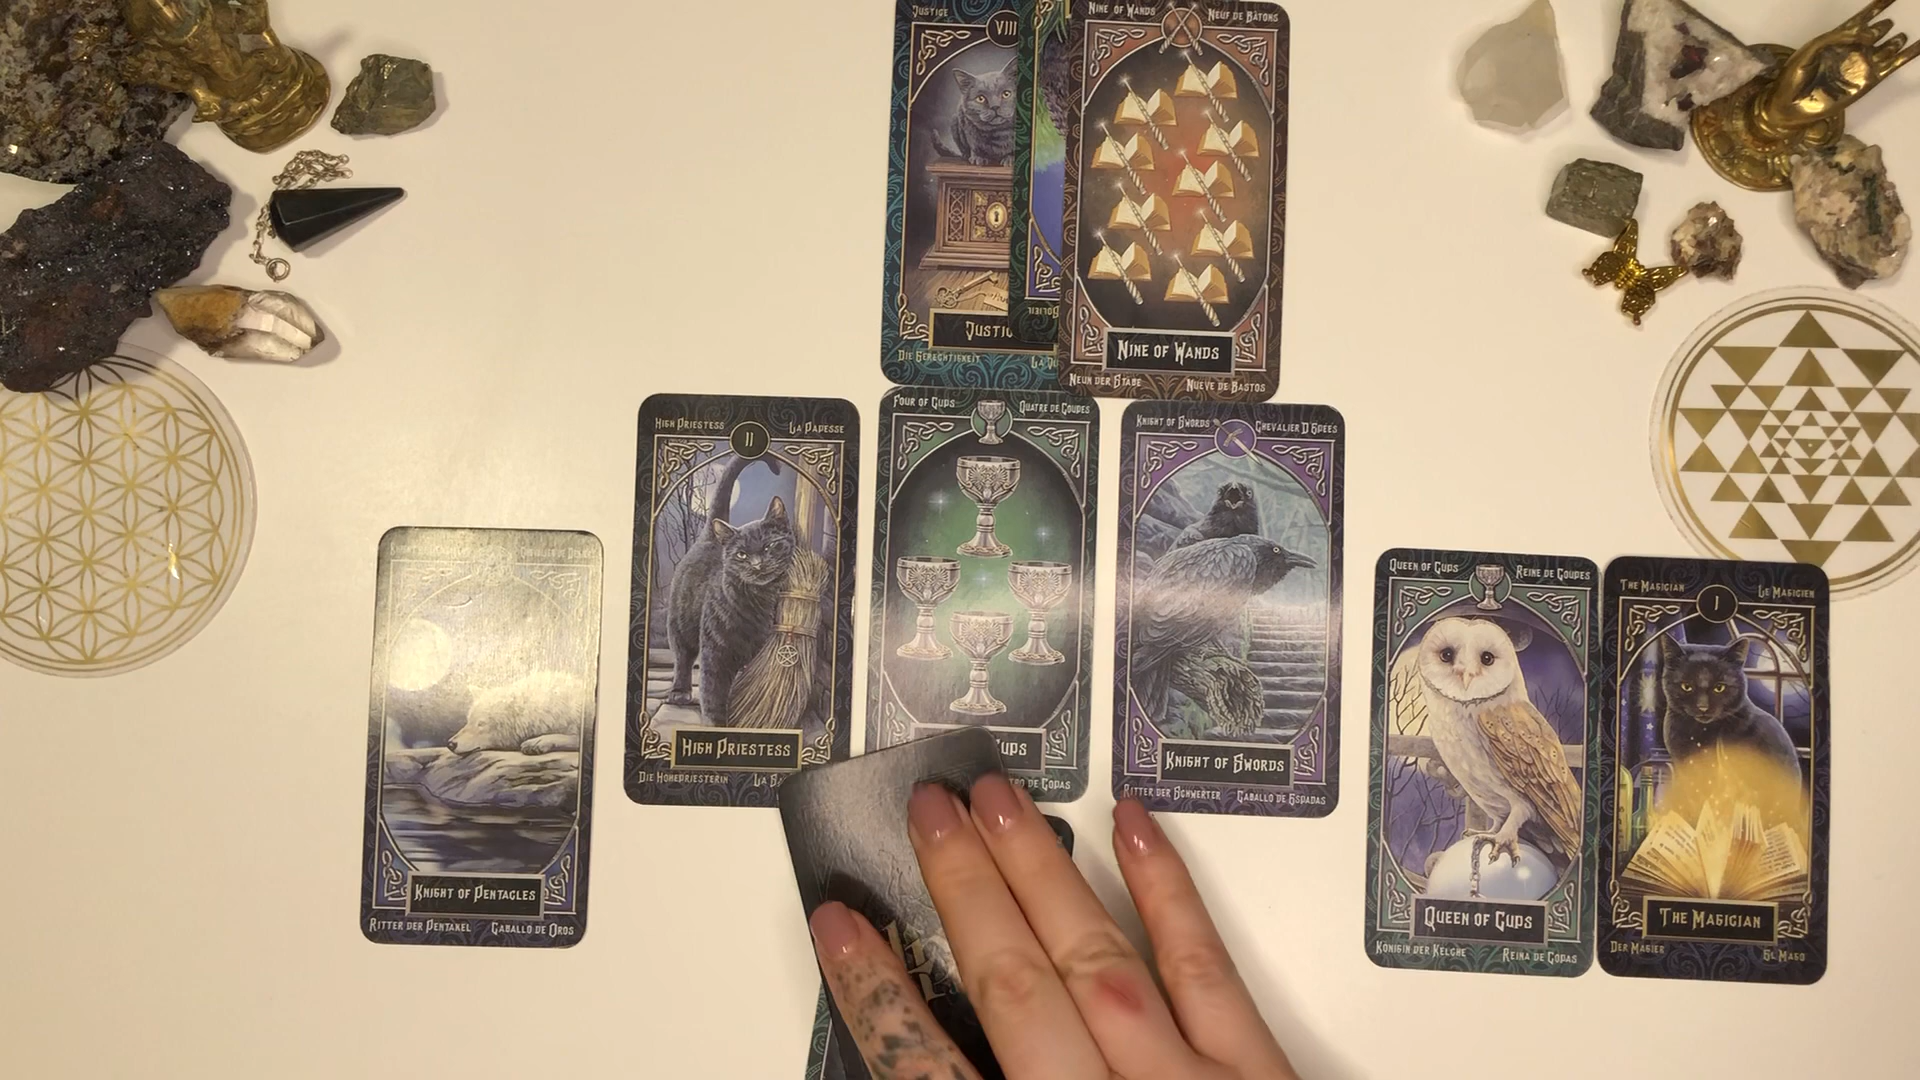 JUSTICE
VIII
DIE GERECHTIGKEIT
NINE OF WANDS
NEUF DE BÂTONS
NINE OF WANDS
NEUN DER STÄBE
NUEVE DE BASTOS
HIGH PRIESTESS
II
LA PAPESSE
HIGH PRIESTESS
DIE HOHEPRIESTERIN
FOUR OF CUPS
QUATRE DE COUPES
KNIGHT OF SWORDS
CHEVALIER D'ÉPÉES
KNIGHT OF SWORDS
RITTER DER SCHWERTER
CABALLO DE ESPADAS
KNIGHT OF PENTACLES
RITTER DER PENTAKEL
CABALLO DE OROS
QUEEN OF CUPS
REINE DE COUPES
QUEEN OF CUPS
KÖNIGIN DER KELCHE
REINA DE COPAS
THE MAGICIAN
I
LE MAGICIEN
THE MAGICIAN
DER MAGIER
EL MAGO